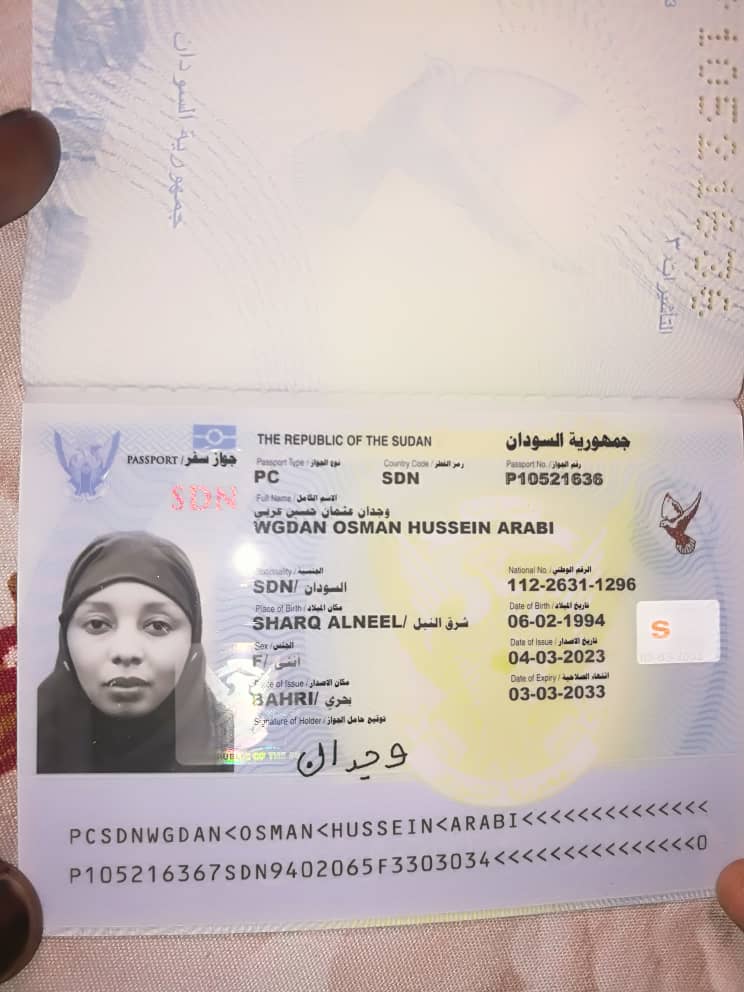 جمهورية السودان
التأشيرات ٣
THE REPUBLIC OF THE SUDAN جمهورية السودان
PASSPORT / جواز سفر
Passport Type / نوع الجواز Country Code / رمز القطر Passport No. / رقم الجواز
PC SDN P10521636
SDN
Full Name / الاسم الكامل
وجدان عثمان حسين عربي
WGDAN OSMAN HUSSEIN ARABI
Nationality / الجنسية National No. / الرقم الوطني
SDN/ السودان 112-2631-1296
Place of Birth / مكان الميلاد Date of Birth / تاريخ الميلاد
SHARQ ALNEEL/ شرق النيل 06-02-1994
S
Sex / الجنس Date of Issue / تاريخ الاصدار
F/ انثى 04-03-2023
Place of Issue / مكان الاصدار Date of Expiry / انتهاء الصلاحية
BAHRI/ بحري 03-03-2033
Signature of Holder / توقيع حامل الجواز
وجدان
PCSDNWGDAN<OSMAN<HUSSEIN<ARABI<<<<<<<<<<<<<<
P105216367SDN9402065F3303034<<<<<<<<<<<<<<<0